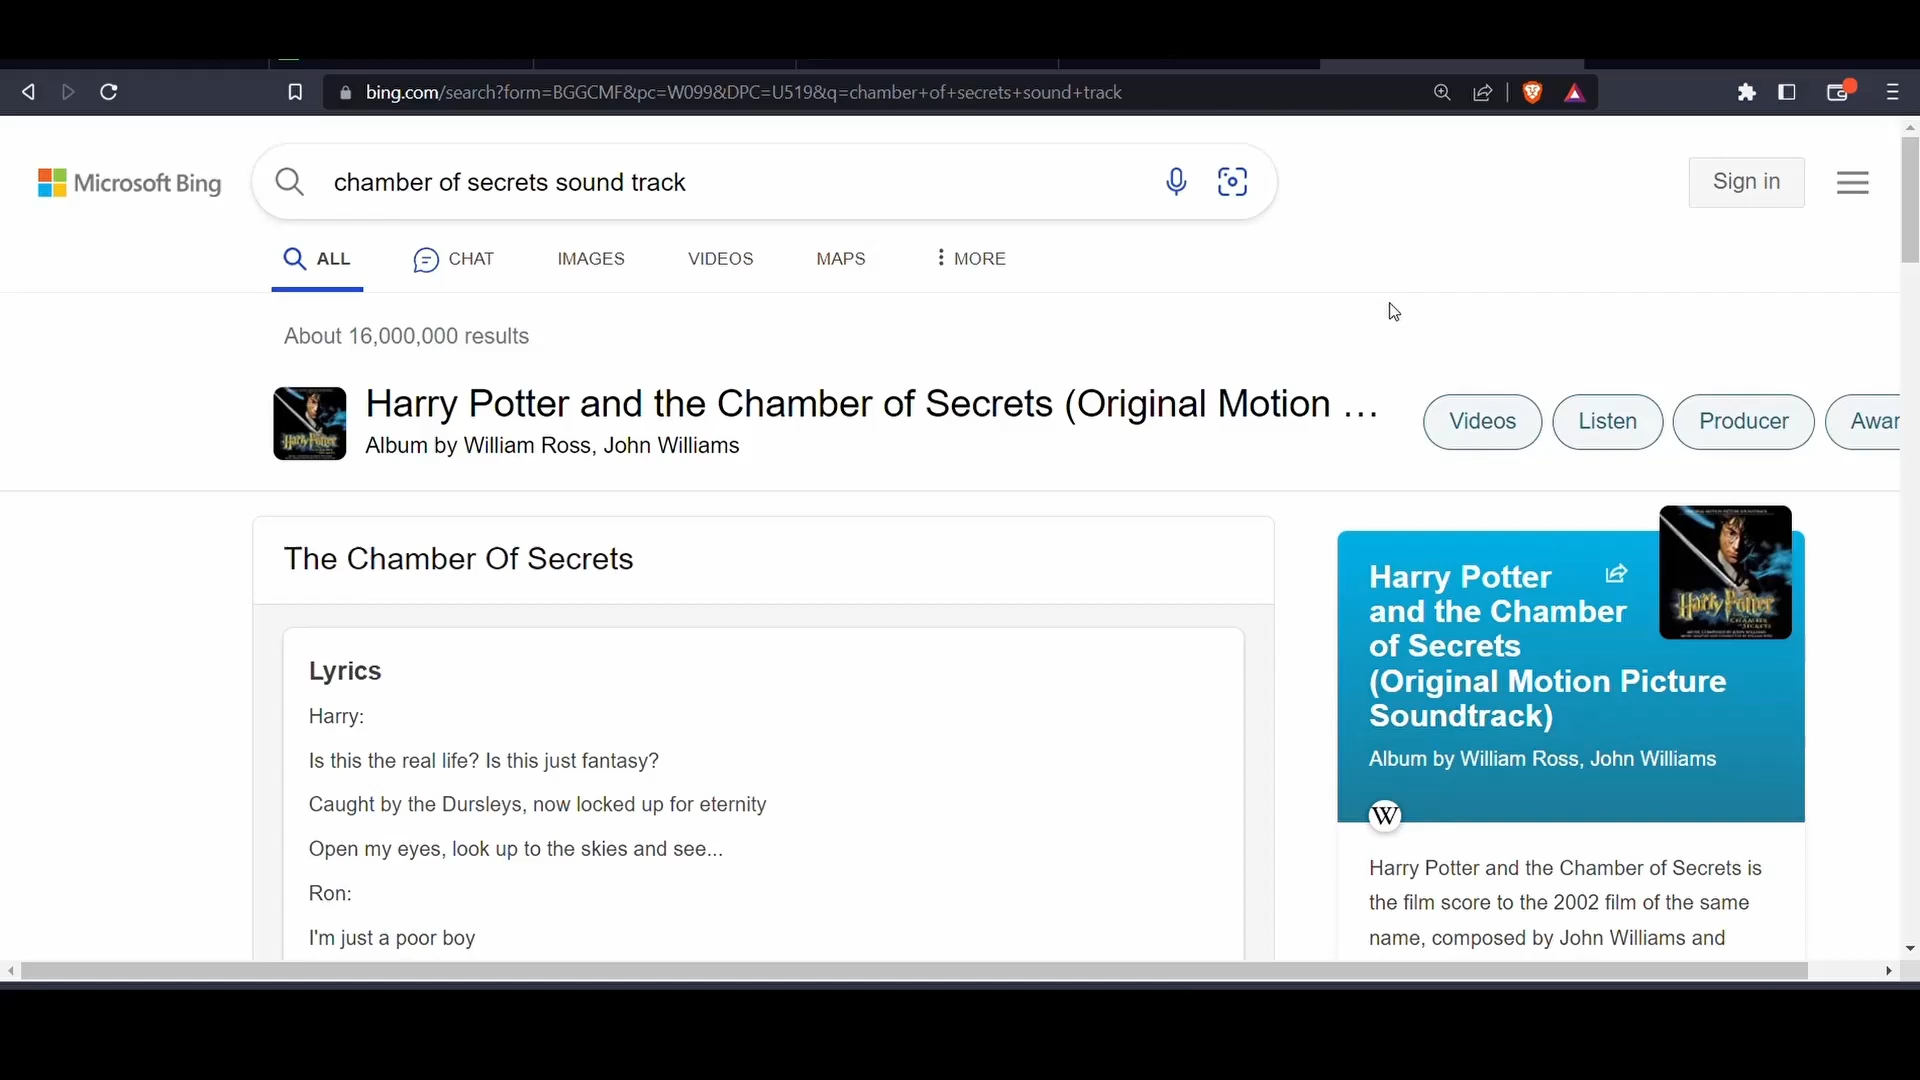 bing.com/search?form=BGGCMF&pc=W099&DPC=U519&q=chamber+of+secrets+sound+track
Microsoft Bing
chamber of secrets sound track
Sign in
ALL
CHAT
IMAGES
VIDEOS
MAPS
MORE
About 16,000,000 results
Harry Potter and the Chamber of Secrets (Original Motion ...
Album by William Ross, John Williams
Videos
Listen
Producer
Awar
The Chamber Of Secrets
Lyrics
Harry:
Is this the real life? Is this just fantasy?
Caught by the Dursleys, now locked up for eternity
Open my eyes, look up to the skies and see...
Ron:
I'm just a poor boy
Harry Potter
and the Chamber
of Secrets
(Original Motion Picture
Soundtrack)
Album by William Ross, John Williams
W
Harry Potter and the Chamber of Secrets is
the film score to the 2002 film of the same
name, composed by John Williams and
Harry Potter